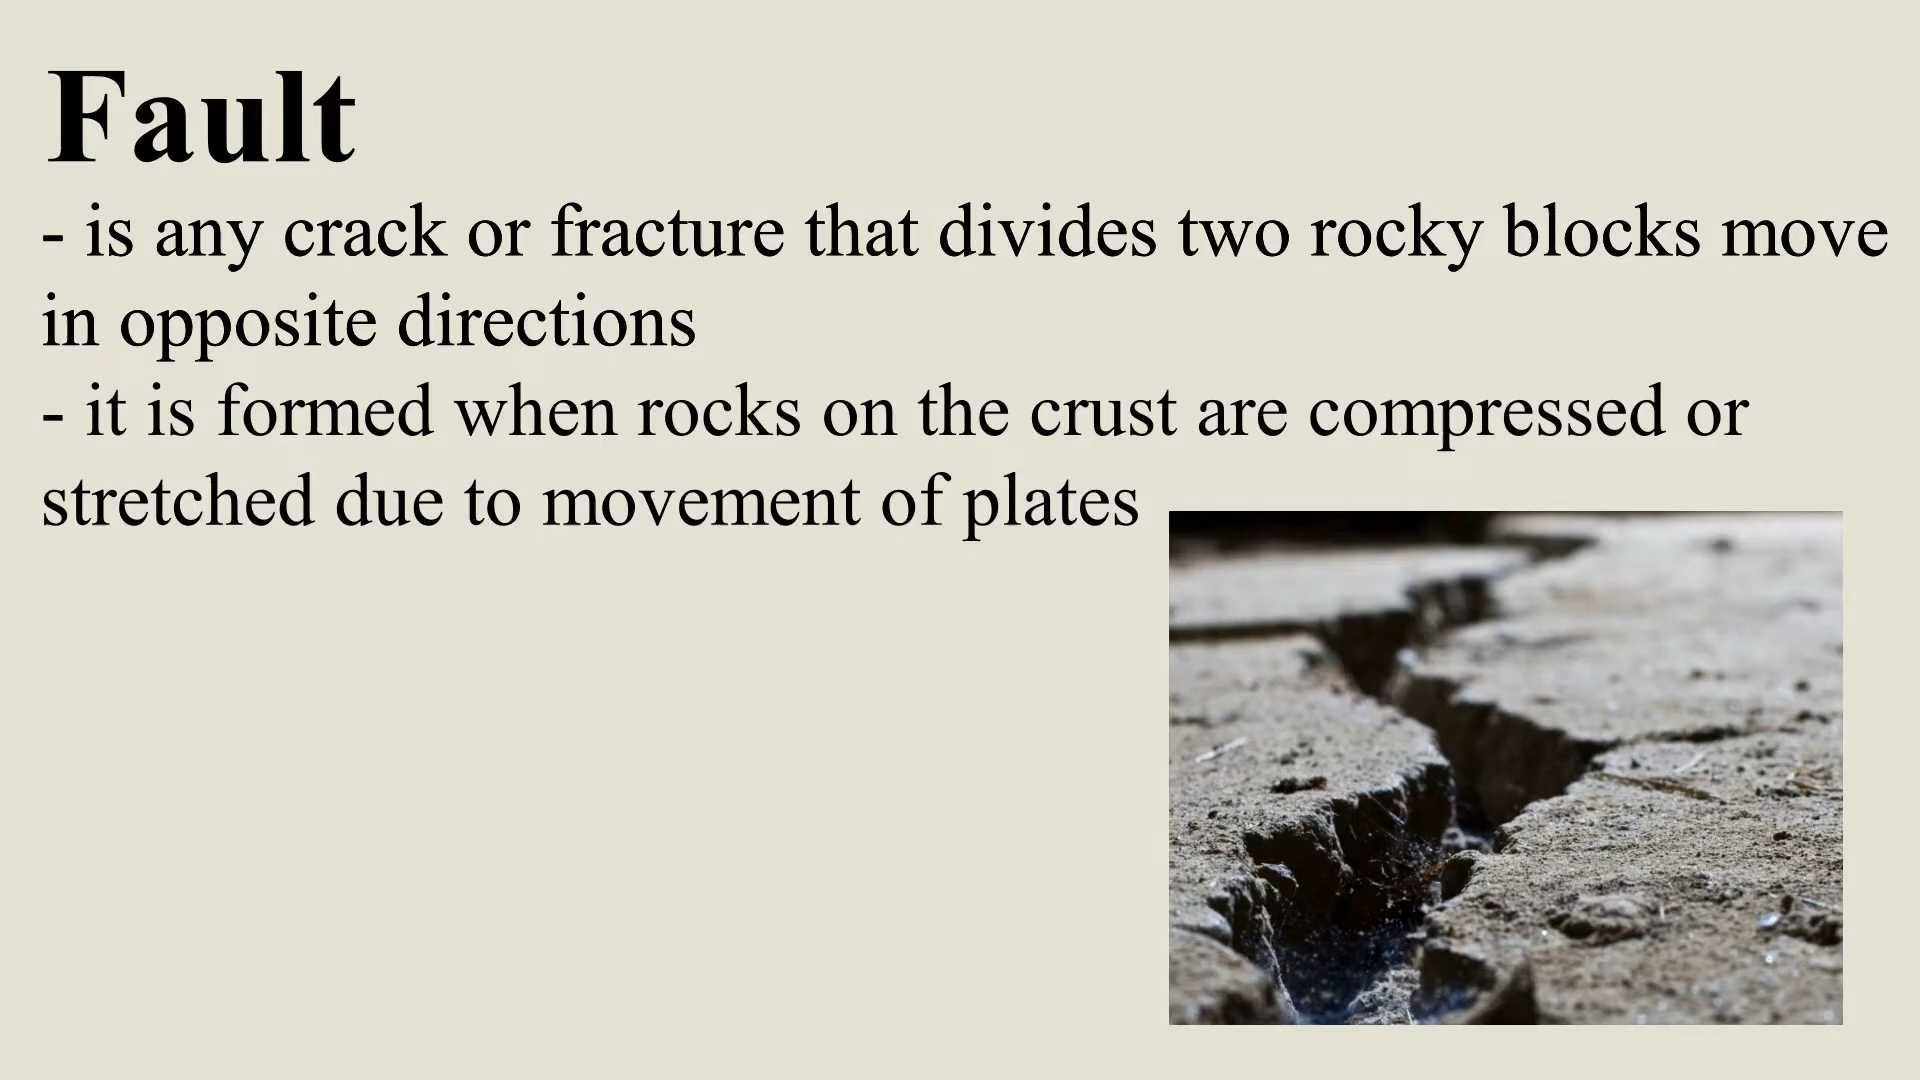 Fault
- is any crack or fracture that divides two rocky blocks move
in opposite directions
- it is formed when rocks on the crust are compressed or
stretched due to movement of plates